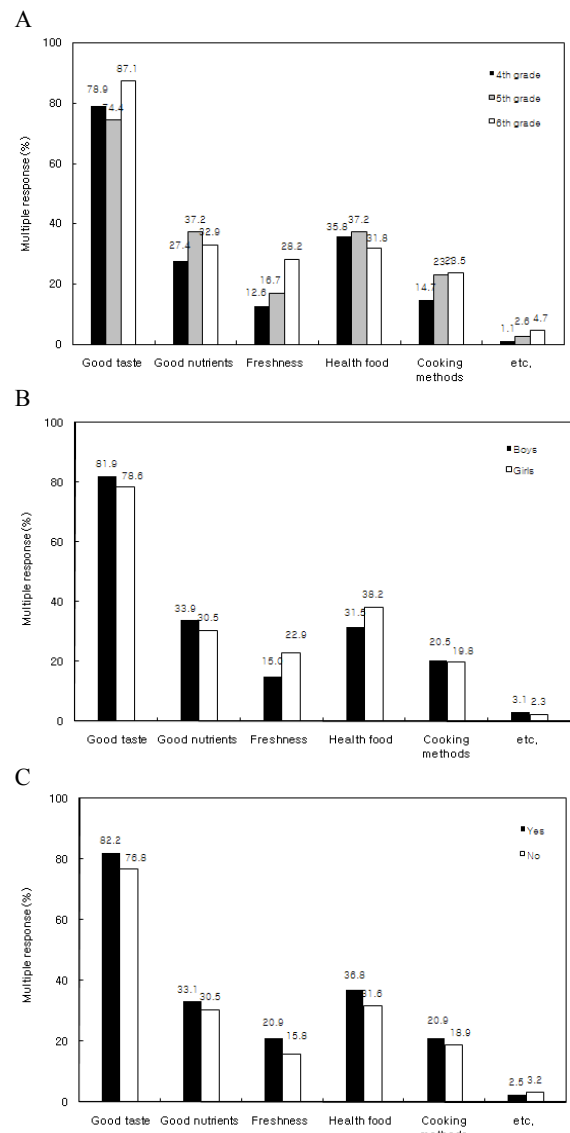 A
100
80
60
40
20
0
Multiple response (%)
78.9
74.4
87.1
27.4
37.2
32.9
12.6
16.7
28.2
35.8
37.2
31.8
14.7
23.5
1.1
2.6
4.7
4th grade
5th grade
6th grade
Good taste
Good nutrients
Freshness
Health food
Cooking
methods
etc,
B
100
80
60
40
20
0
Multiple response (%)
81.9
78.6
33.9
30.5
15.0
22.9
31.5
38.2
20.5
19.8
3.1
2.3
Boys
Girls
Good taste
Good nutrients
Freshness
Health food
Cooking
methods
etc,
C
100
80
60
40
20
0
Multiple response (%)
82.2
76.8
33.1
30.5
20.9
15.8
36.8
31.6
20.9
18.9
2.5
3.2
Yes
No
Good taste
Good nutrients
Freshness
Health food
Cooking
etc,